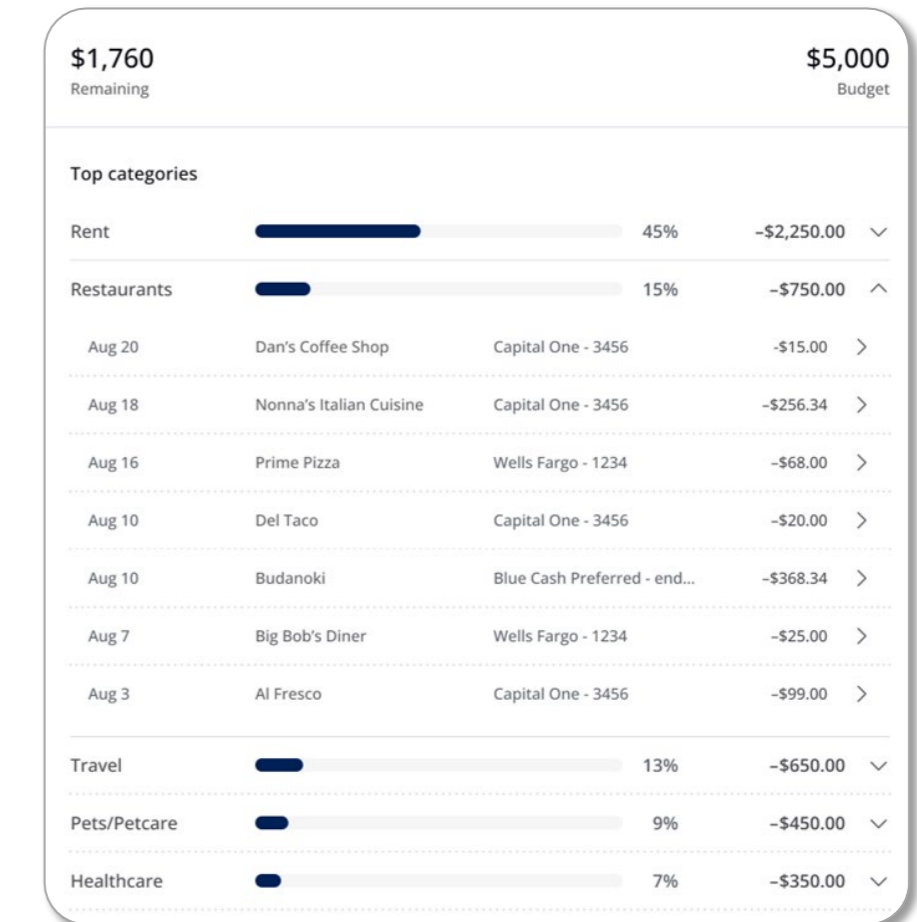 $1,760 $5,000
Remaining Budget
Top categories
Rent 45% –$2,250.00
Restaurants 15% –$750.00
Aug 20 Dan’s Coffee Shop Capital One - 3456 -$15.00
Aug 18 Nonna’s Italian Cuisine Capital One - 3456 –$256.34
Aug 16 Prime Pizza Wells Fargo - 1234 –$68.00
Aug 10 Del Taco Capital One - 3456 –$20.00
Aug 10 Budanoki Blue Cash Preferred - end... –$368.34
Aug 7 Big Bob’s Diner Wells Fargo - 1234 –$25.00
Aug 3 Al Fresco Capital One - 3456 –$99.00
Travel 13% –$650.00
Pets/Petcare 9% –$450.00
Healthcare 7% –$350.00